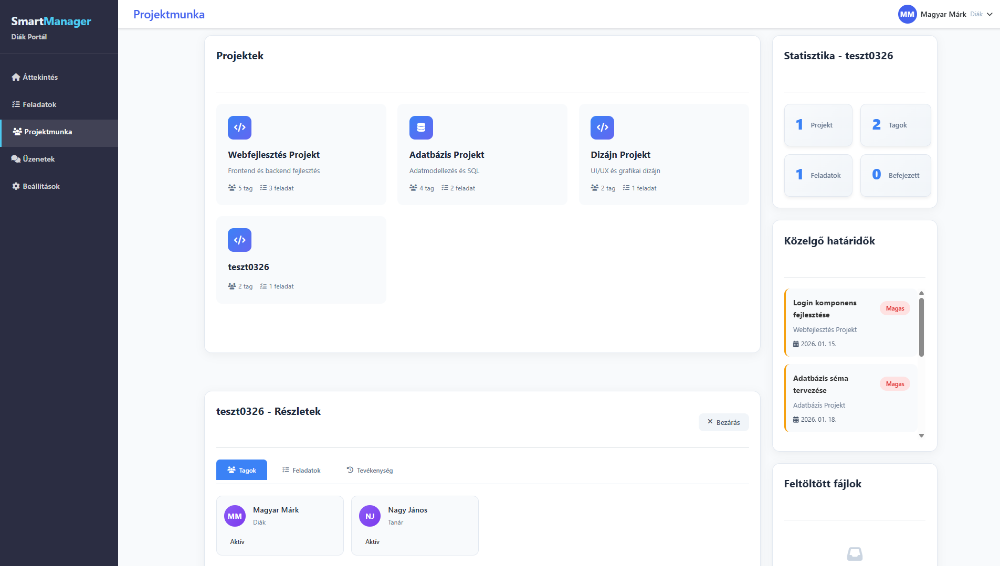 SmartManager
Diák Portál
Áttekintés
Feladatok
Projektmunka
Üzenetek
Beállítások
Projektmunka
MM Magyar Márk Diák
Projektek
Webfejlesztés Projekt
Frontend és backend fejlesztés
5 tag 3 feladat
Adatbázis Projekt
Adatmodellezés és SQL
4 tag 2 feladat
Dizájn Projekt
UI/UX és grafikai dizájn
2 tag 1 feladat
teszt0326
2 tag 1 feladat
teszt0326 - Részletek
Bezárás
Tagok Feladatok Tevékenység
MM Magyar Márk
Diák
Aktív
NJ Nagy János
Tanár
Aktív
Statisztika - teszt0326
1 Projekt
2 Tagok
1 Feladatok
0 Befejezett
Közelgő határidők
Login komponens
fejlesztése
Magas
Webfejlesztés Projekt
2026. 01. 15.
Adatbázis séma
tervezése
Magas
Adatbázis Projekt
2026. 01. 18.
Feltöltött fájlok